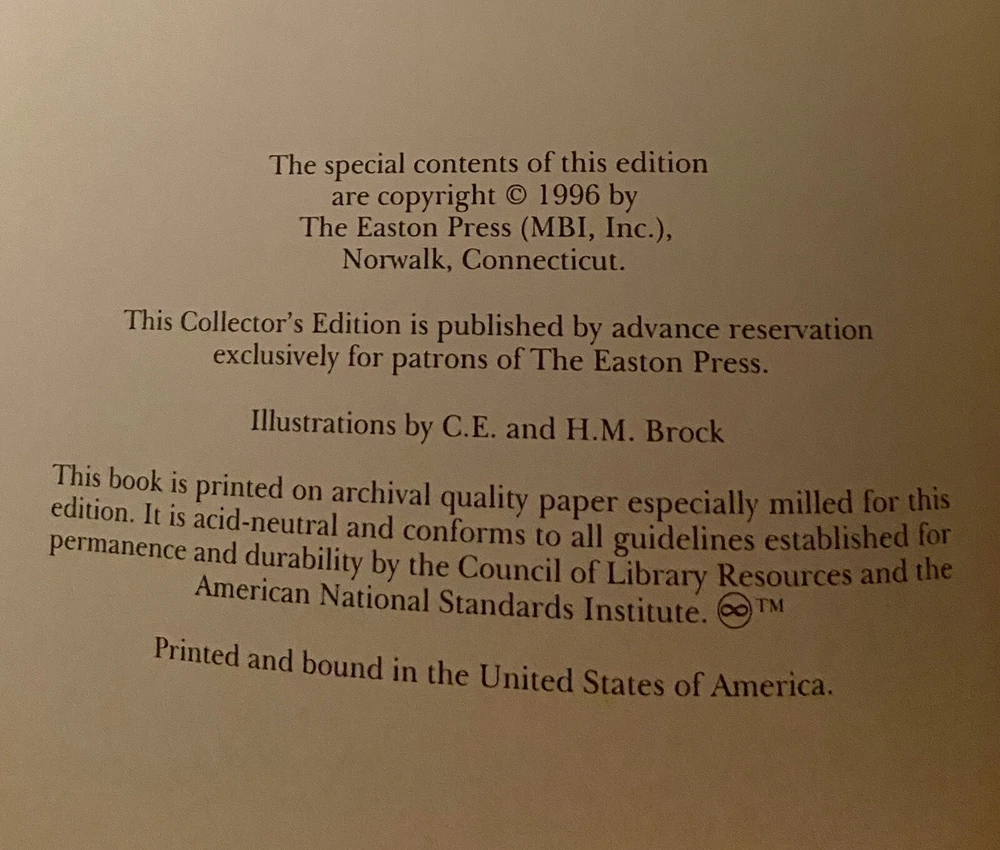 The special contents of this edition
are copyright © 1996 by
The Easton Press (MBI, Inc.),
Norwalk, Connecticut.
This Collector's Edition is published by advance reservation
exclusively for patrons of The Easton Press.
Illustrations by C.E. and H.M. Brock
This book is printed on archival quality paper especially milled for this
edition. It is acid-neutral and conforms to all guidelines established for
permanence and durability by the Council of Library Resources and the
American National Standards Institute. ♾™
Printed and bound in the United States of America.